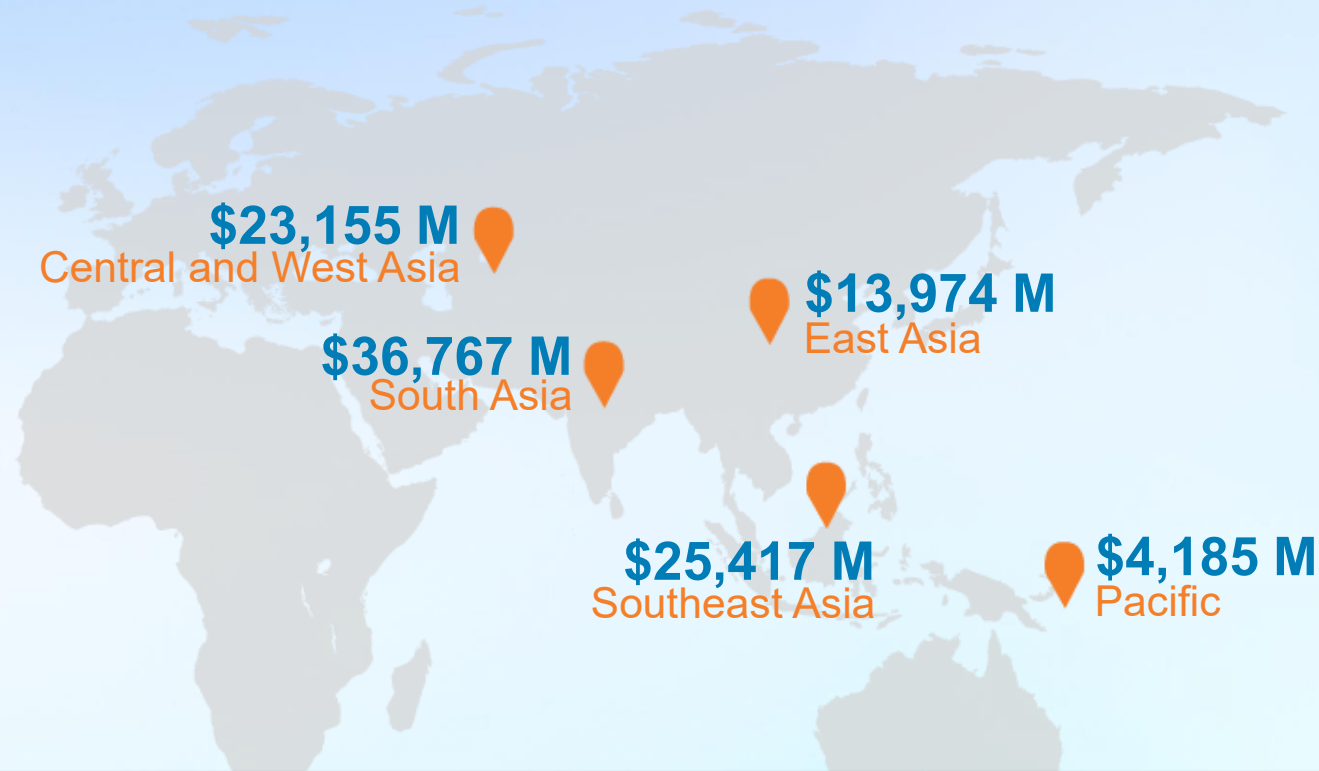 $23,155 M
Central and West Asia
$13,974 M
East Asia
$36,767 M
South Asia
$25,417 M
Southeast Asia
$4,185 M
Pacific